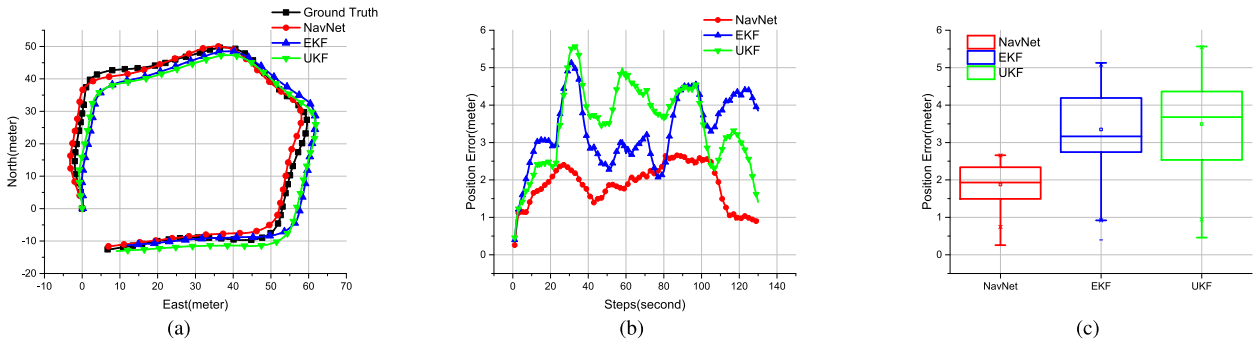 Ground Truth
NavNet
EKF
UKF
50
40
30
20
10
0
-10
-20
North(meter)
-10 0 10 20 30 40 50 60 70
East(meter)
(a)
NavNet
EKF
UKF
6
5
4
3
2
1
0
Position Error(meter)
0 20 40 60 80 100 120 140
Steps(second)
(b)
NavNet
EKF
UKF
6
5
4
3
2
1
0
Position Error(meter)
NavNet EKF UKF
(c)